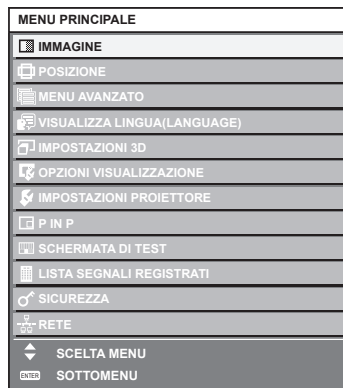 MENU PRINCIPALE
IMMAGINE
POSIZIONE
MENU AVANZATO
VISUALIZZA LINGUA(LANGUAGE)
IMPOSTAZIONI 3D
OPZIONI VISUALIZZAZIONE
IMPOSTAZIONI PROIETTORE
P IN P
SCHERMATA DI TEST
LISTA SEGNALI REGISTRATI
SICUREZZA
RETE
SCELTA MENU
ENTER SOTTOMENU